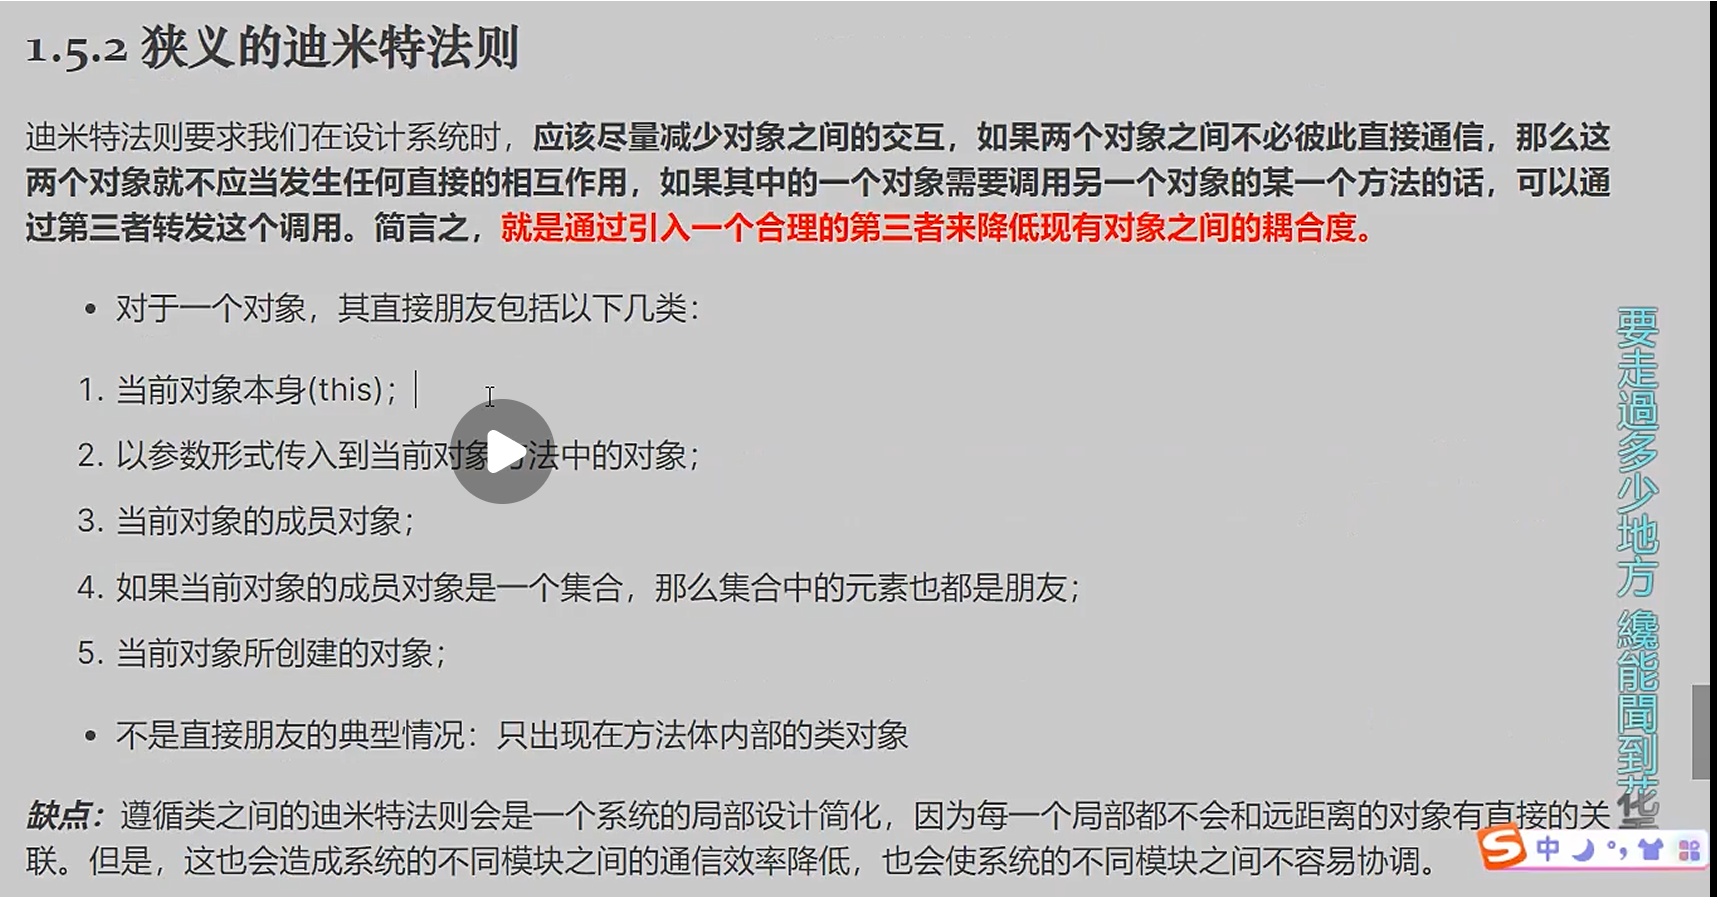 1.5.2 狭义的迪米特法则
迪米特法则要求我们在设计系统时，应该尽量减少对象之间的交互，如果两个对象之间不必彼此直接通信，那么这
两个对象就不应当发生任何直接的相互作用，如果其中的一个对象需要调用另一个对象的某一个方法的话，可以通
过第三者转发这个调用。简言之，就是通过引入一个合理的第三者来降低现有对象之间的耦合度。
• 对于一个对象，其直接朋友包括以下几类：
1. 当前对象本身(this)；
2. 以参数形式传入到当前对象方法中的对象；
3. 当前对象的成员对象；
4. 如果当前对象的成员对象是一个集合，那么集合中的元素也都是朋友；
5. 当前对象所创建的对象；
• 不是直接朋友的典型情况：只出现在方法体内部的类对象
缺点：遵循类之间的迪米特法则会是一个系统的局部设计简化，因为每一个局部都不会和远距离的对象有直接的关
联。但是，这也会造成系统的不同模块之间的通信效率降低，也会使系统的不同模块之间不容易协调。
要走過多少地方 纔能聞到花
中